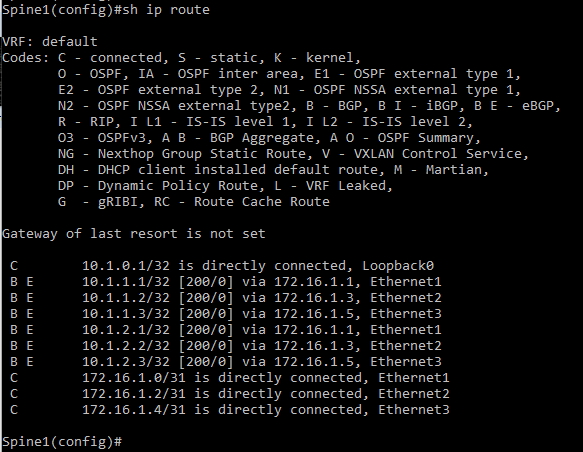 Spine1(config)#sh ip route
VRF: default
Codes: C - connected, S - static, K - kernel,
O - OSPF, IA - OSPF inter area, E1 - OSPF external type 1,
E2 - OSPF external type 2, N1 - OSPF NSSA external type 1,
N2 - OSPF NSSA external type2, B - BGP, B I - iBGP, B E - eBGP,
R - RIP, I L1 - IS-IS level 1, I L2 - IS-IS level 2,
O3 - OSPFv3, A B - BGP Aggregate, A O - OSPF Summary,
NG - Nexthop Group Static Route, V - VXLAN Control Service,
DH - DHCP client installed default route, M - Martian,
DP - Dynamic Policy Route, L - VRF Leaked,
G  - gRIBI, RC - Route Cache Route
Gateway of last resort is not set
C        10.1.0.1/32 is directly connected, Loopback0
B E      10.1.1.1/32 [200/0] via 172.16.1.1, Ethernet1
B E      10.1.1.2/32 [200/0] via 172.16.1.3, Ethernet2
B E      10.1.1.3/32 [200/0] via 172.16.1.5, Ethernet3
B E      10.1.2.1/32 [200/0] via 172.16.1.1, Ethernet1
B E      10.1.2.2/32 [200/0] via 172.16.1.3, Ethernet2
B E      10.1.2.3/32 [200/0] via 172.16.1.5, Ethernet3
C        172.16.1.0/31 is directly connected, Ethernet1
C        172.16.1.2/31 is directly connected, Ethernet2
C        172.16.1.4/31 is directly connected, Ethernet3
Spine1(config)#